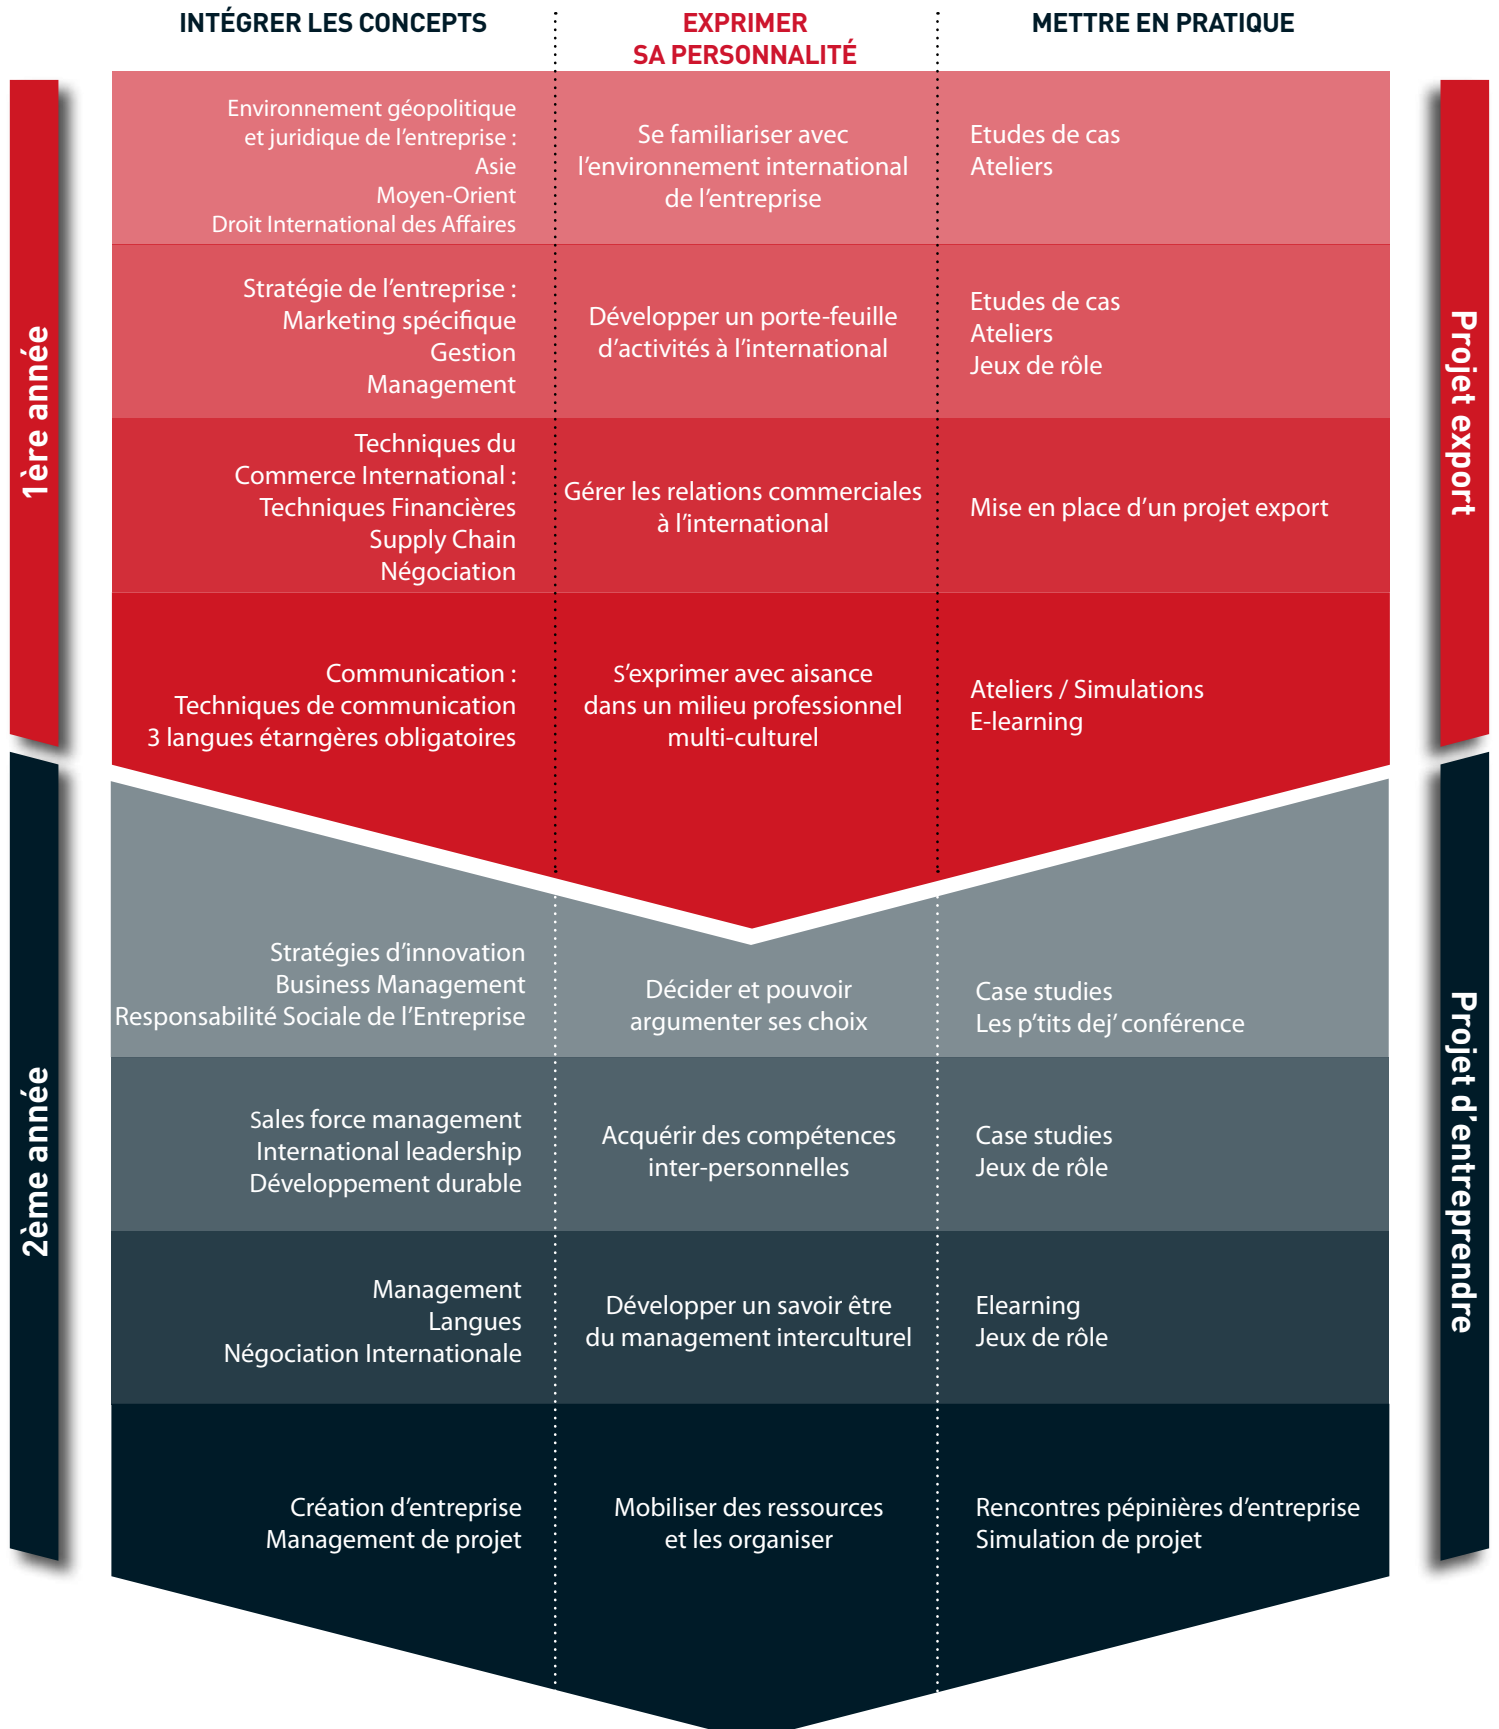 INTÉGRER LES CONCEPTS
EXPRIMER
SA PERSONNALITÉ
METTRE EN PRATIQUE
1ère année
Environnement géopolitique
et juridique de l'entreprise :
Asie
Moyen-Orient
Droit International des Affaires
Se familiariser avec
l'environnement international
de l'entreprise
Etudes de cas
Ateliers
Stratégie de l'entreprise :
Marketing spécifique
Gestion
Management
Développer un porte-feuille
d'activités à l'international
Etudes de cas
Ateliers
Jeux de rôle
Techniques du
Commerce International :
Techniques Financières
Supply Chain
Négociation
Gérer les relations commerciales
à l'international
Mise en place d'un projet export
Communication :
Techniques de communication
3 langues étarngères obligatoires
S'exprimer avec aisance
dans un milieu professionnel
multi-culturel
Ateliers / Simulations
E-learning
Projet export
2ème année
Stratégies d'innovation
Business Management
Responsabilité Sociale de l'Entreprise
Décider et pouvoir
argumenter ses choix
Case studies
Les p'tits dej' conférence
Sales force management
International leadership
Développement durable
Acquérir des compétences
inter-personnelles
Case studies
Jeux de rôle
Management
Langues
Négociation Internationale
Développer un savoir être
du management interculturel
Elearning
Jeux de rôle
Création d'entreprise
Management de projet
Mobiliser des ressources
et les organiser
Rencontres pépinières d'entreprise
Simulation de projet
Projet d'entreprendre